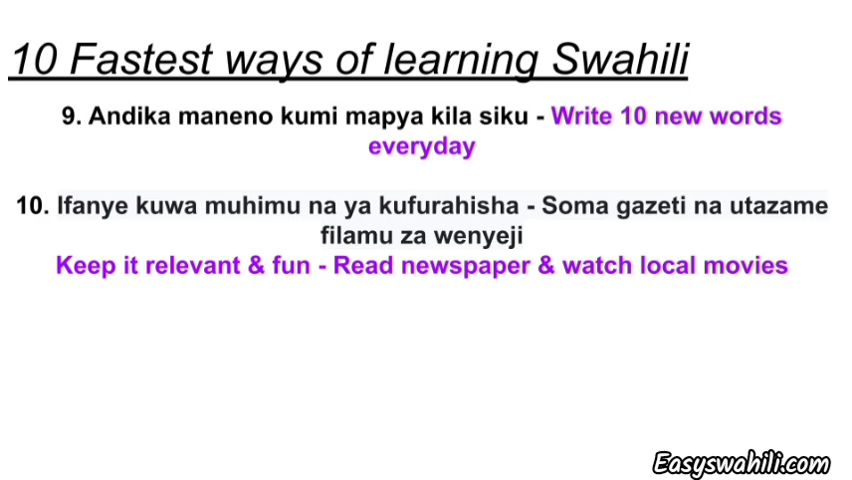 10 Fastest ways of learning Swahili
9. Andika maneno kumi mapya kila siku - Write 10 new words
everyday
10. Ifanye kuwa muhimu na ya kufurahisha - Soma gazeti na utazame
filamu za wenyeji
Keep it relevant & fun - Read newspaper & watch local movies
Easyswahili.com